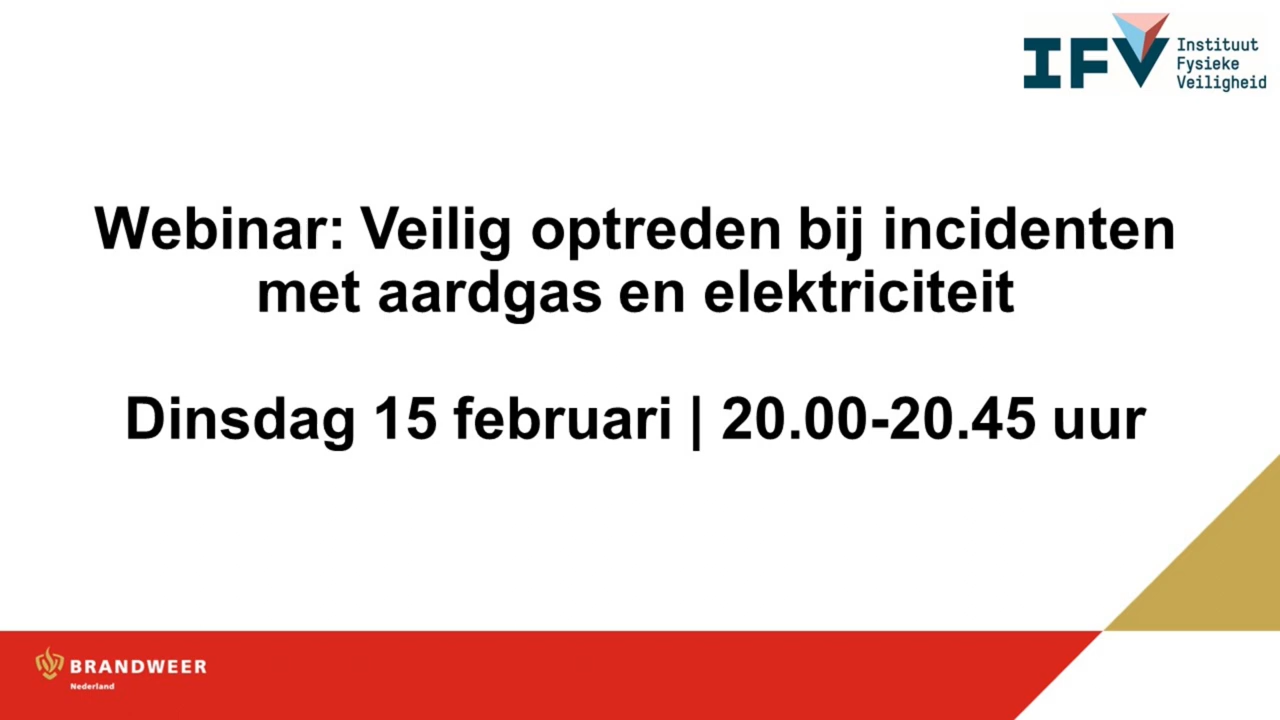 IFV
Instituut
Fysieke
Veiligheid
Webinar: Veilig optreden bij incidenten
met aardgas en elektriciteit
Dinsdag 15 februari | 20.00-20.45 uur
BRANDWEER
Nederland